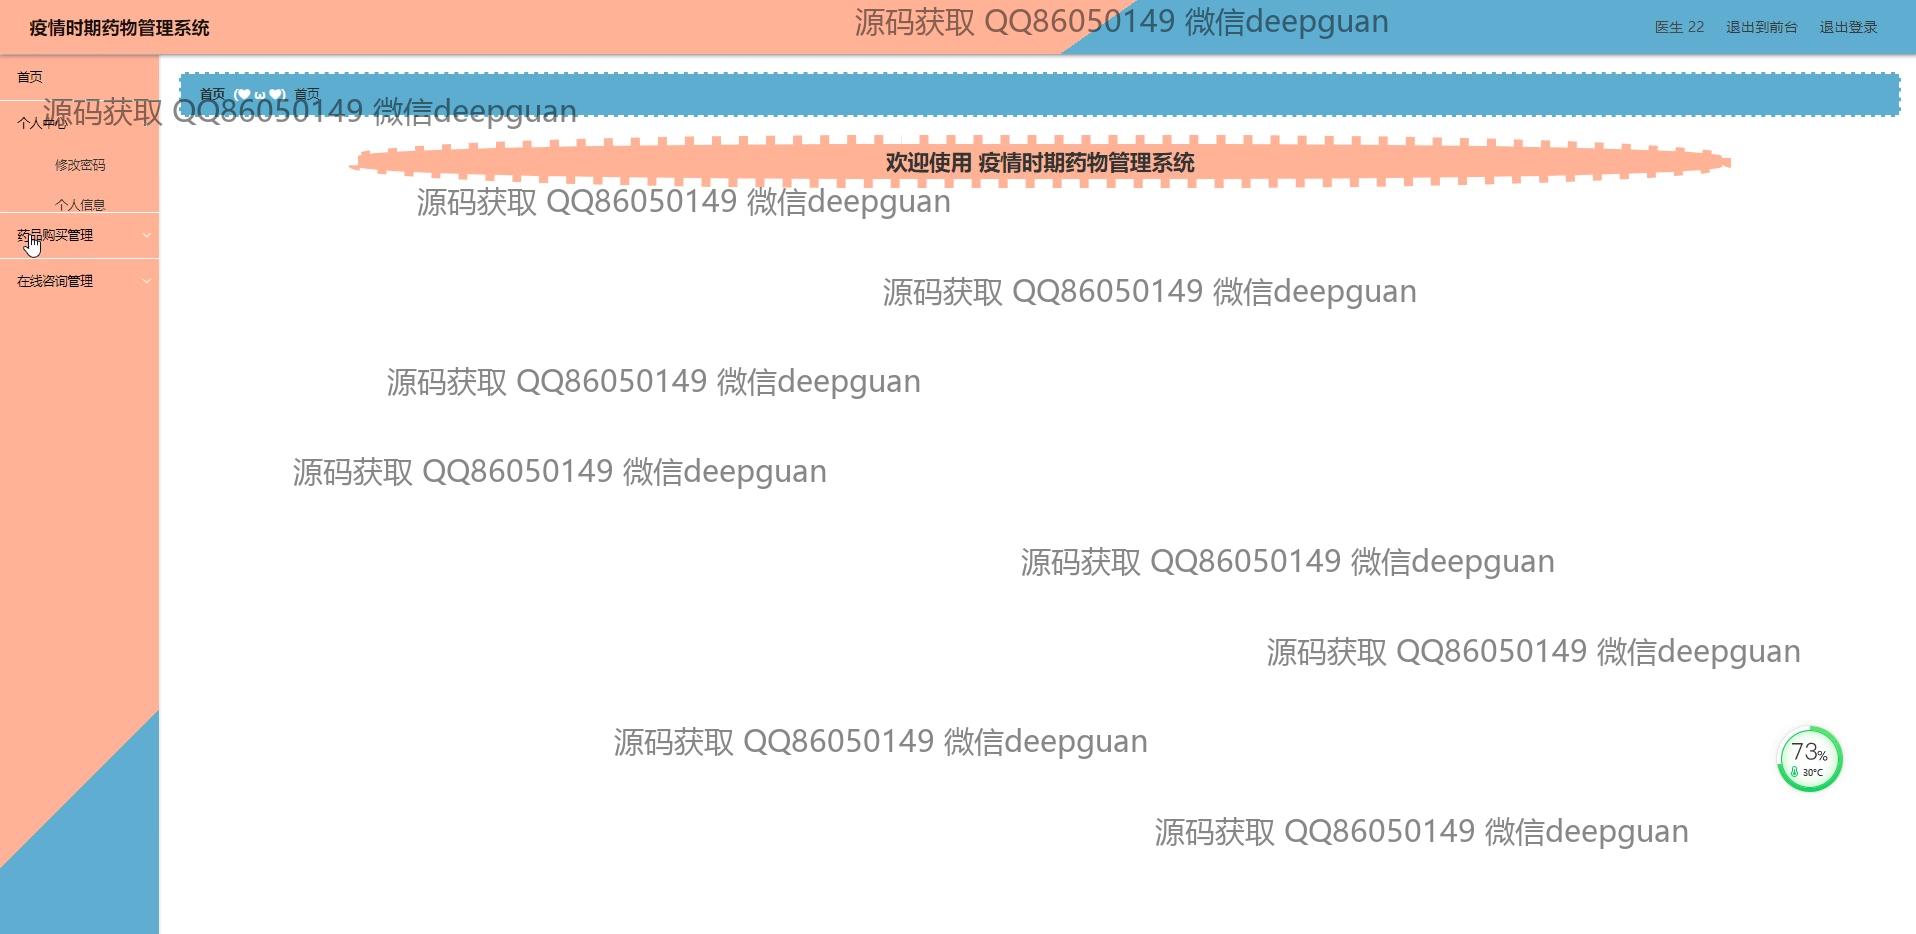 疫情时期药物管理系统
源码获取 QQ86050149 微信deepguan
医生 22 退出到前台 退出登录
首页
首页 (♥ ω ♥) 首页
源码获取 QQ86050149 微信deepguan
个人中心
欢迎使用 疫情时期药物管理系统
修改密码
源码获取 QQ86050149 微信deepguan
个人信息
药品购买管理
在线咨询管理
源码获取 QQ86050149 微信deepguan
源码获取 QQ86050149 微信deepguan
源码获取 QQ86050149 微信deepguan
源码获取 QQ86050149 微信deepguan
源码获取 QQ86050149 微信deepguan
源码获取 QQ86050149 微信deepguan
73%
30°C
源码获取 QQ86050149 微信deepguan